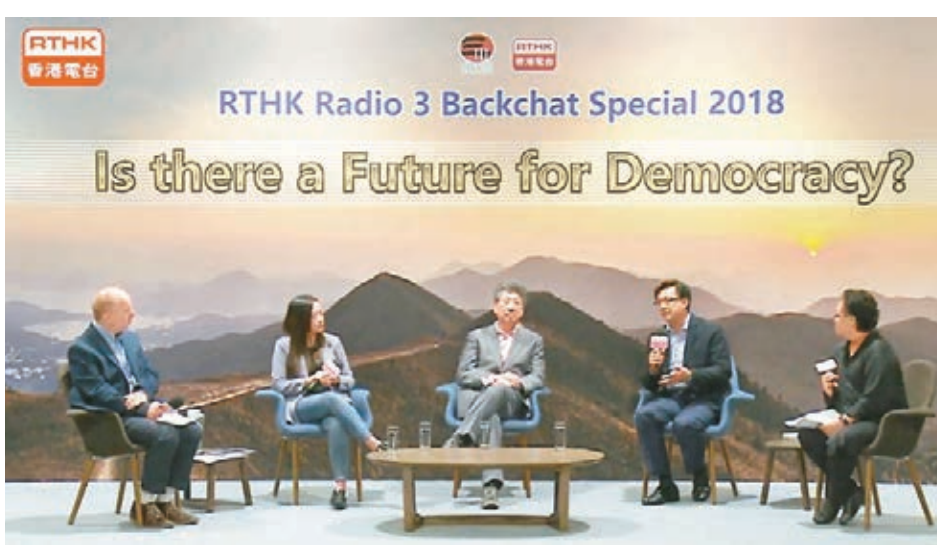 RTHK
香港電台
RTHK
香港電台
RTHK Radio 3 Backchat Special 2018
Is there a Future for Democracy?